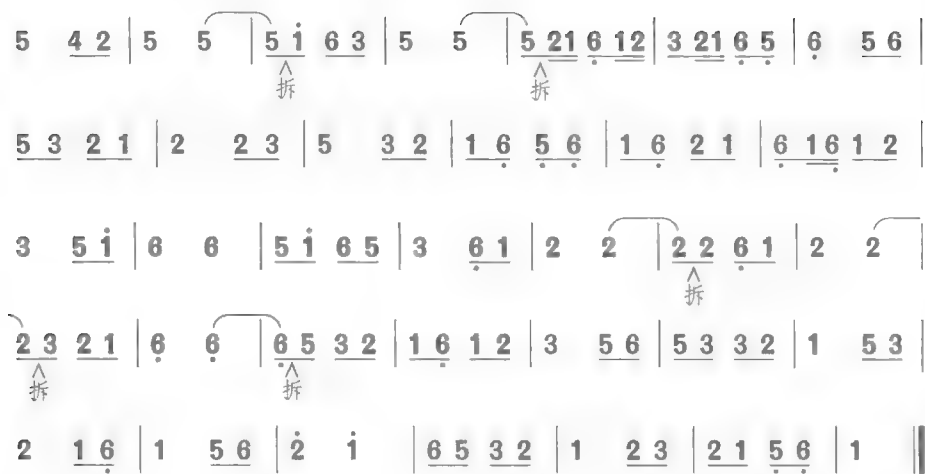 5 4 2 | 5 5 | 5 i̇ 6 3 | 5 5 | 5 21 6̣ 12 | 3 21 6̣ 5̣ | 6̣ 5 6 |
拆 拆
5 3 2 1 | 2 2 3 | 5 3 2 | 1 6̣ 5̣ 6̣ | 1 6̣ 2 1 | 6̣ 16̣ 1 2 |
3 5 1̇ | 6 6 | 5 1̇ 6 5 | 3 6̣ 1 | 2 2 | 2 2 6̣ 1 | 2 2 |
拆
2 3 2 1 | 6̣ 6̣ | 6̣ 5 3 2 | 1 6̣ 1 2 | 3 5 6 | 5 3 3 2 | 1 5 3 |
拆 拆
2 1 6̣ | 1 5 6 | 2̇ 1̇ | 6 5 3 2 | 1 2 3 | 2 1 5̣ 6̣ | 1 ‖